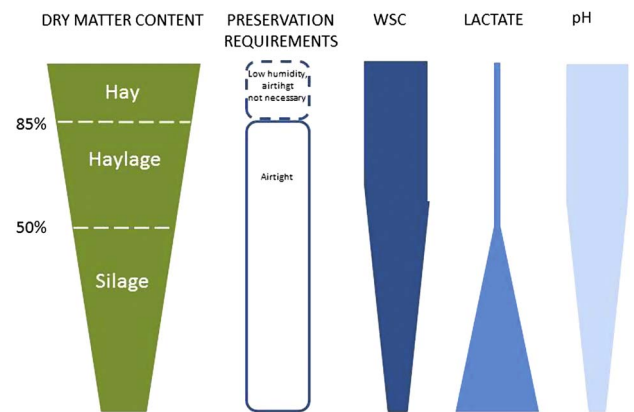 DRY MATTER CONTENT
PRESERVATION
REQUIREMENTS
WSC
LACTATE
pH
Low humidity,
airtihgt
not necessary
Hay
85%
Haylage
Airtight
50%
Silage